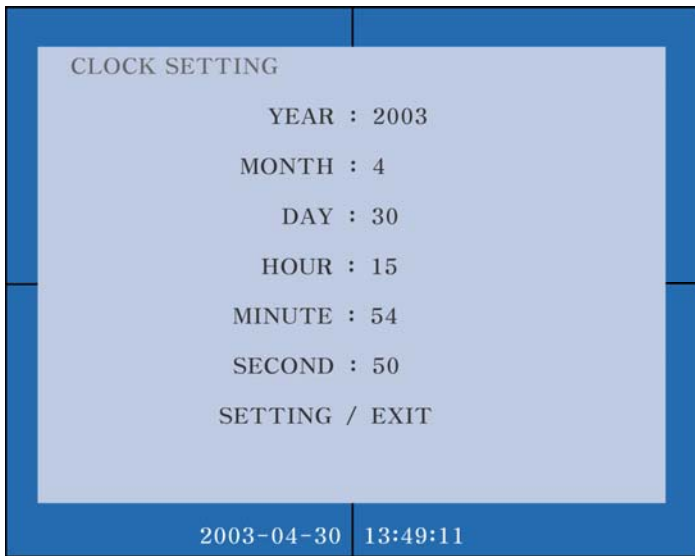 CLOCK SETTING
YEAR : 2003
MONTH : 4
DAY : 30
HOUR : 15
MINUTE : 54
SECOND : 50
SETTING / EXIT
2003-04-30 13:49:11